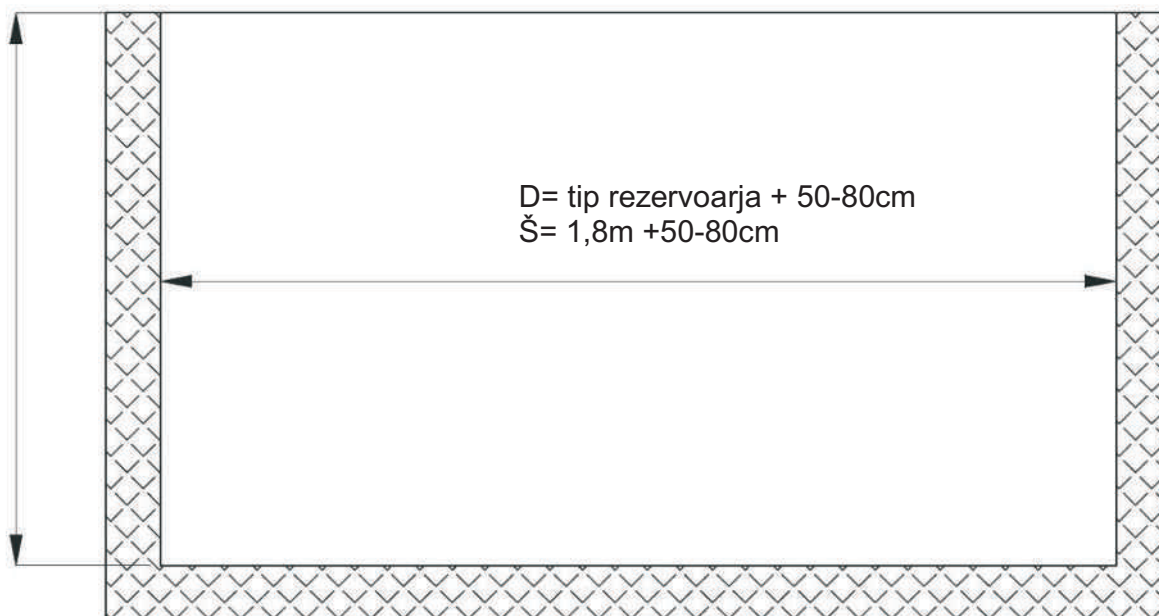 D= tip rezervoarja + 50-80cm
Š= 1,8m +50-80cm